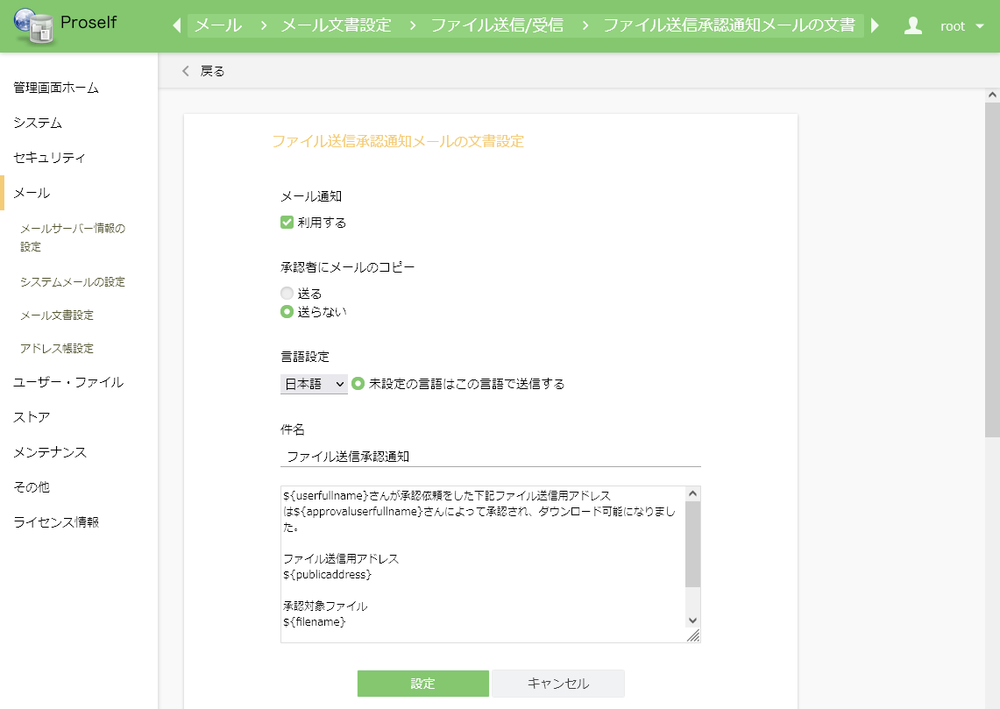 Proself
メール > メール文書設定 > ファイル送信/受信 > ファイル送信承認通知メールの文書
root
戻る
管理画面ホーム
システム
セキュリティ
メール
メールサーバー情報の
設定
システムメールの設定
メール文書設定
アドレス帳設定
ユーザー・ファイル
ストア
メンテナンス
その他
ライセンス情報
ファイル送信承認通知メールの文書設定
メール通知
利用する
承認者にメールのコピー
送る
送らない
言語設定
日本語 未設定の言語はこの言語で送信する
件名
ファイル送信承認通知
${userfullname}さんが承認依頼をした下記ファイル送信用アドレス
は${approvaluserfullname}さんによって承認され、ダウンロード可能になりまし
た。
ファイル送信用アドレス
${publicaddress}
承認対象ファイル
${filename}
設定 キャンセル